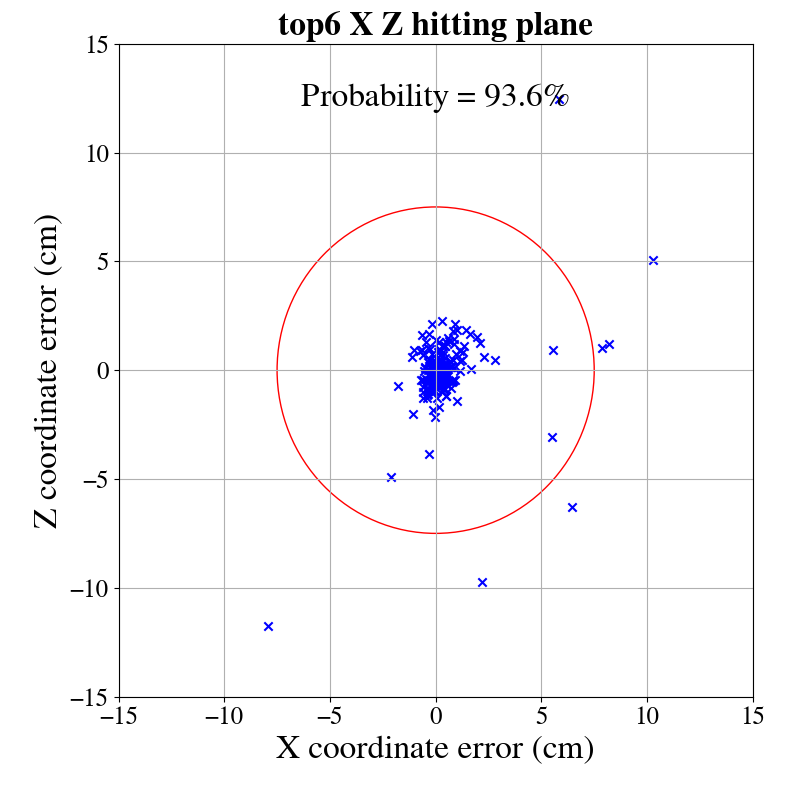 top6 X Z hitting plane
Probability = 93.6%
15
10
5
0
−5
−10
−15
−15 −10 −5 0 5 10 15
Z coordinate error (cm)
X coordinate error (cm)